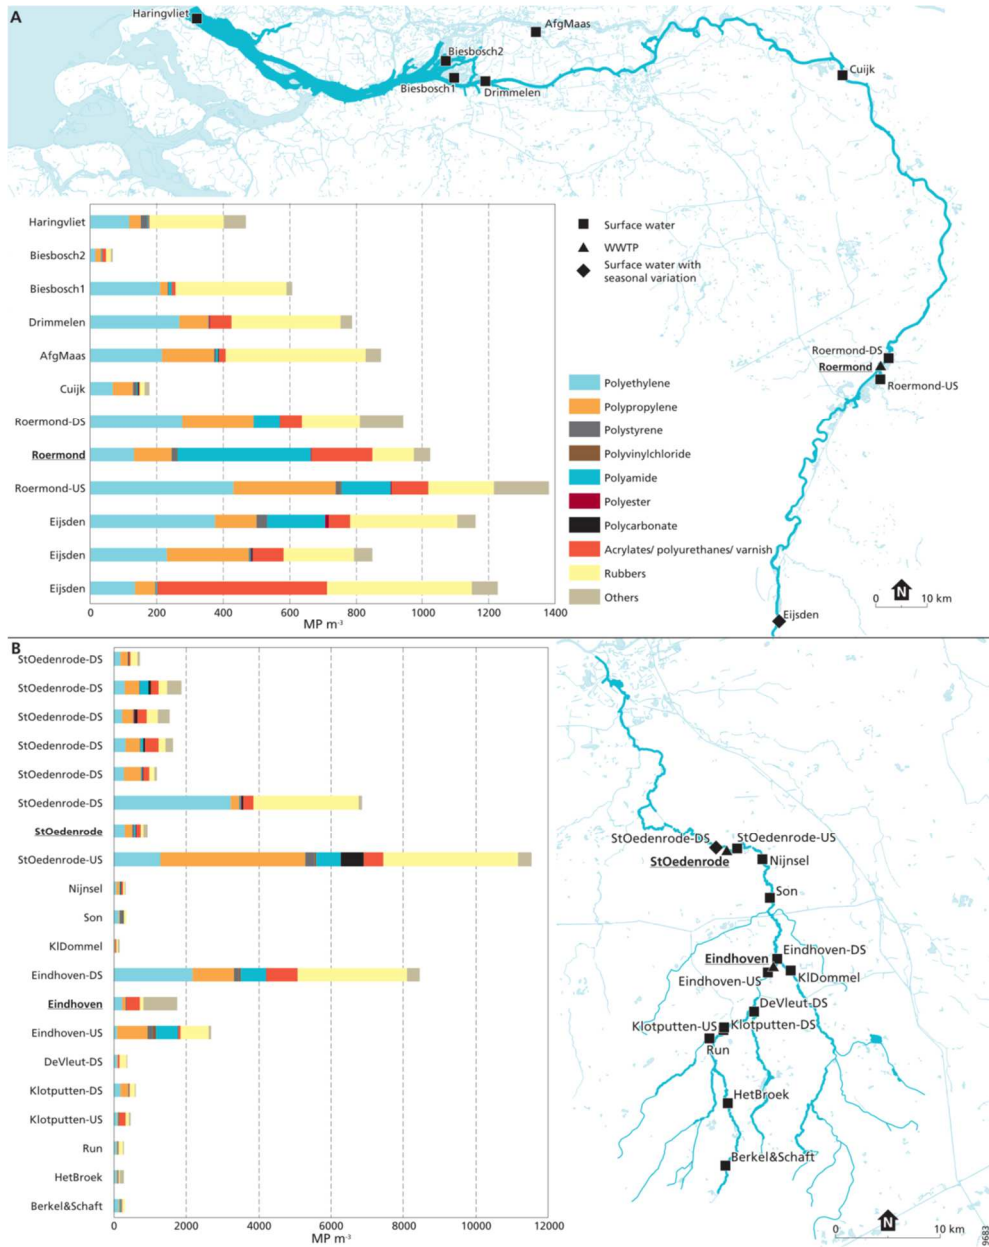 A
Haringvliet
AfgMaas
Biesbosch2
Biesbosch1
Drimmelen
Cuijk
Surface water
WWTP
Surface water with
seasonal variation
Roermond-DS
Roermond
Roermond-US
Eijsden
N
0 10 km
Haringvliet
Biesbosch2
Biesbosch1
Drimmelen
AfgMaas
Cuijk
Roermond-DS
Roermond
Roermond-US
Eijsden
Eijsden
Eijsden
0 200 400 600 800 1000 1200 1400
MP m-3
Polyethylene
Polypropylene
Polystyrene
Polyvinylchloride
Polyamide
Polyester
Polycarbonate
Acrylates/ polyurethanes/ varnish
Rubbers
Others
B
StOedenrode-DS
StOedenrode-DS
StOedenrode-DS
StOedenrode-DS
StOedenrode-DS
StOedenrode-DS
StOedenrode
StOedenrode-US
Nijnsel
Son
KlDommel
Eindhoven-DS
Eindhoven
Eindhoven-US
DeVleut-DS
Klotputten-DS
Klotputten-US
Run
HetBroek
Berkel&Schaft
0 2000 4000 6000 8000 10000 12000
MP m-3
StOedenrode-DS
StOedenrode-US
StOedenrode
Nijnsel
Son
Eindhoven-DS
Eindhoven
Eindhoven-US
KlDommel
DeVleut-DS
Klotputten-US
Klotputten-DS
Run
HetBroek
Berkel&Schaft
N
0 10 km
9683